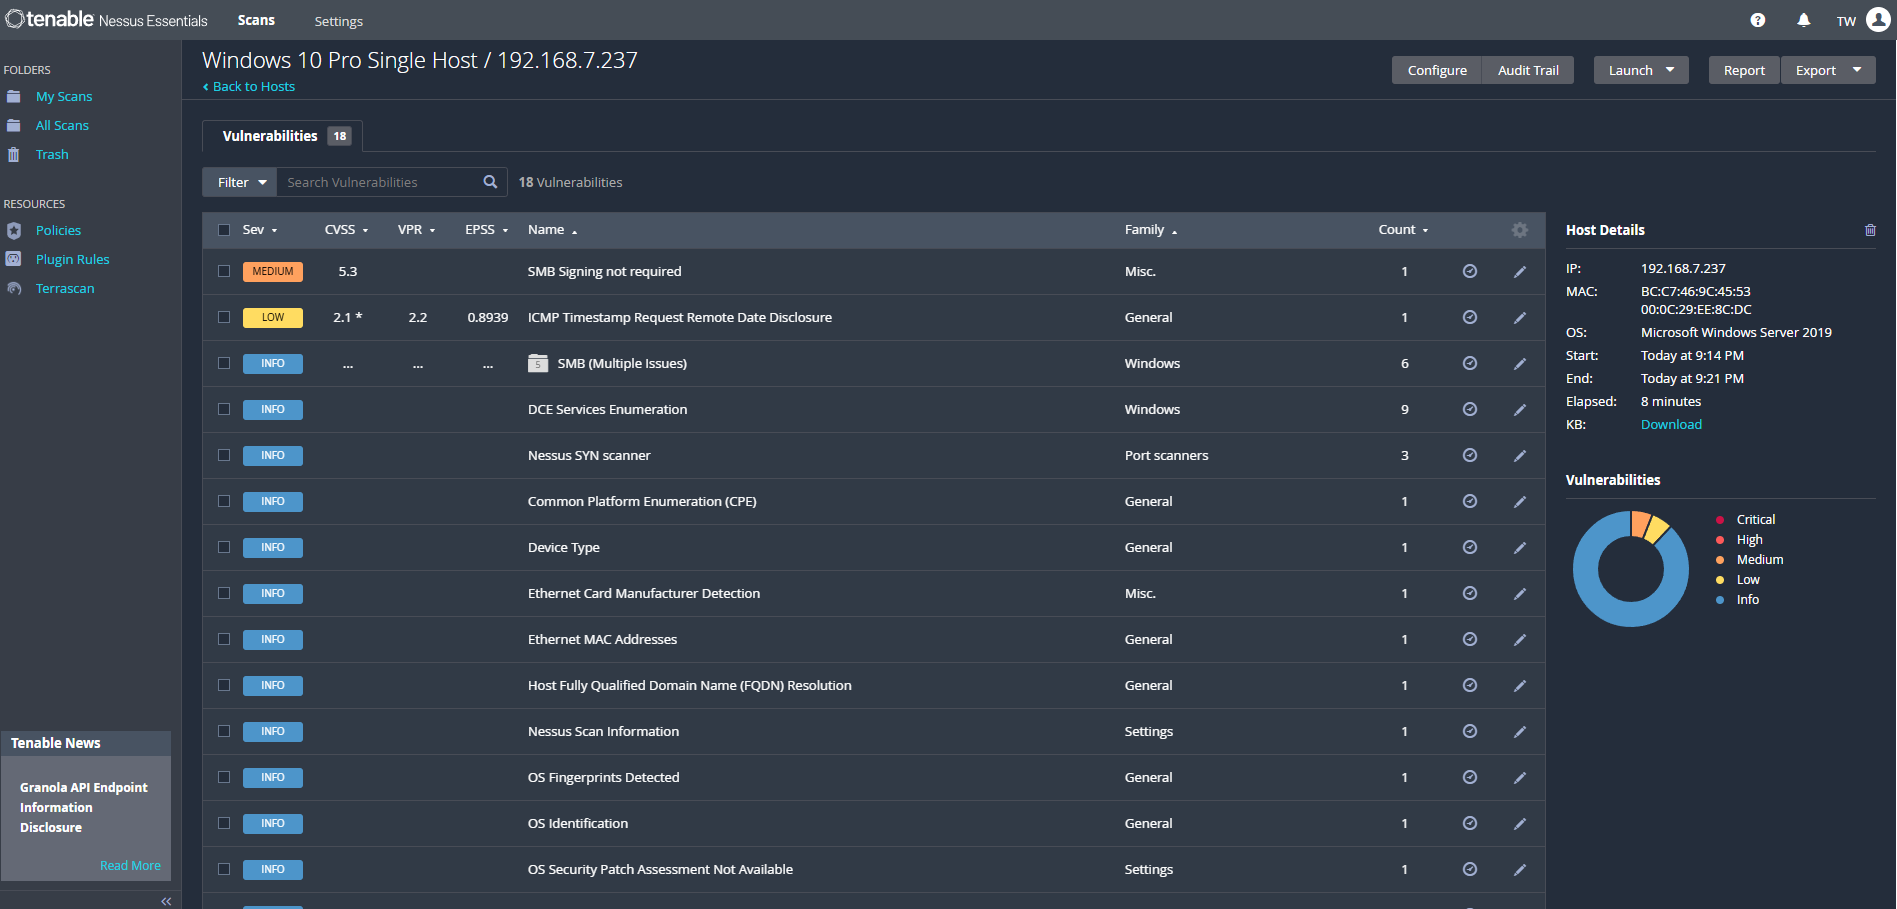 tenable Nessus Essentials Scans Settings TW
FOLDERS
My Scans
All Scans
Trash
RESOURCES
Policies
Plugin Rules
Terrascan
Tenable News
Granola API Endpoint
Information
Disclosure
Read More
Windows 10 Pro Single Host / 192.168.7.237
Back to Hosts
Configure Audit Trail Launch Report Export
Vulnerabilities 18
Filter Search Vulnerabilities 18 Vulnerabilities
Sev CVSS VPR EPSS Name Family Count
MEDIUM 5.3 SMB Signing not required Misc. 1
LOW 2.1 * 2.2 0.8939 ICMP Timestamp Request Remote Date Disclosure General 1
INFO ... ... ... 5 SMB (Multiple Issues) Windows 6
INFO DCE Services Enumeration Windows 9
INFO Nessus SYN scanner Port scanners 3
INFO Common Platform Enumeration (CPE) General 1
INFO Device Type General 1
INFO Ethernet Card Manufacturer Detection Misc. 1
INFO Ethernet MAC Addresses General 1
INFO Host Fully Qualified Domain Name (FQDN) Resolution General 1
INFO Nessus Scan Information Settings 1
INFO OS Fingerprints Detected General 1
INFO OS Identification General 1
INFO OS Security Patch Assessment Not Available Settings 1
Host Details
IP: 192.168.7.237
MAC: BC:C7:46:9C:45:53
00:0C:29:EE:8C:DC
OS: Microsoft Windows Server 2019
Start: Today at 9:14 PM
End: Today at 9:21 PM
Elapsed: 8 minutes
KB: Download
Vulnerabilities
Critical
High
Medium
Low
Info